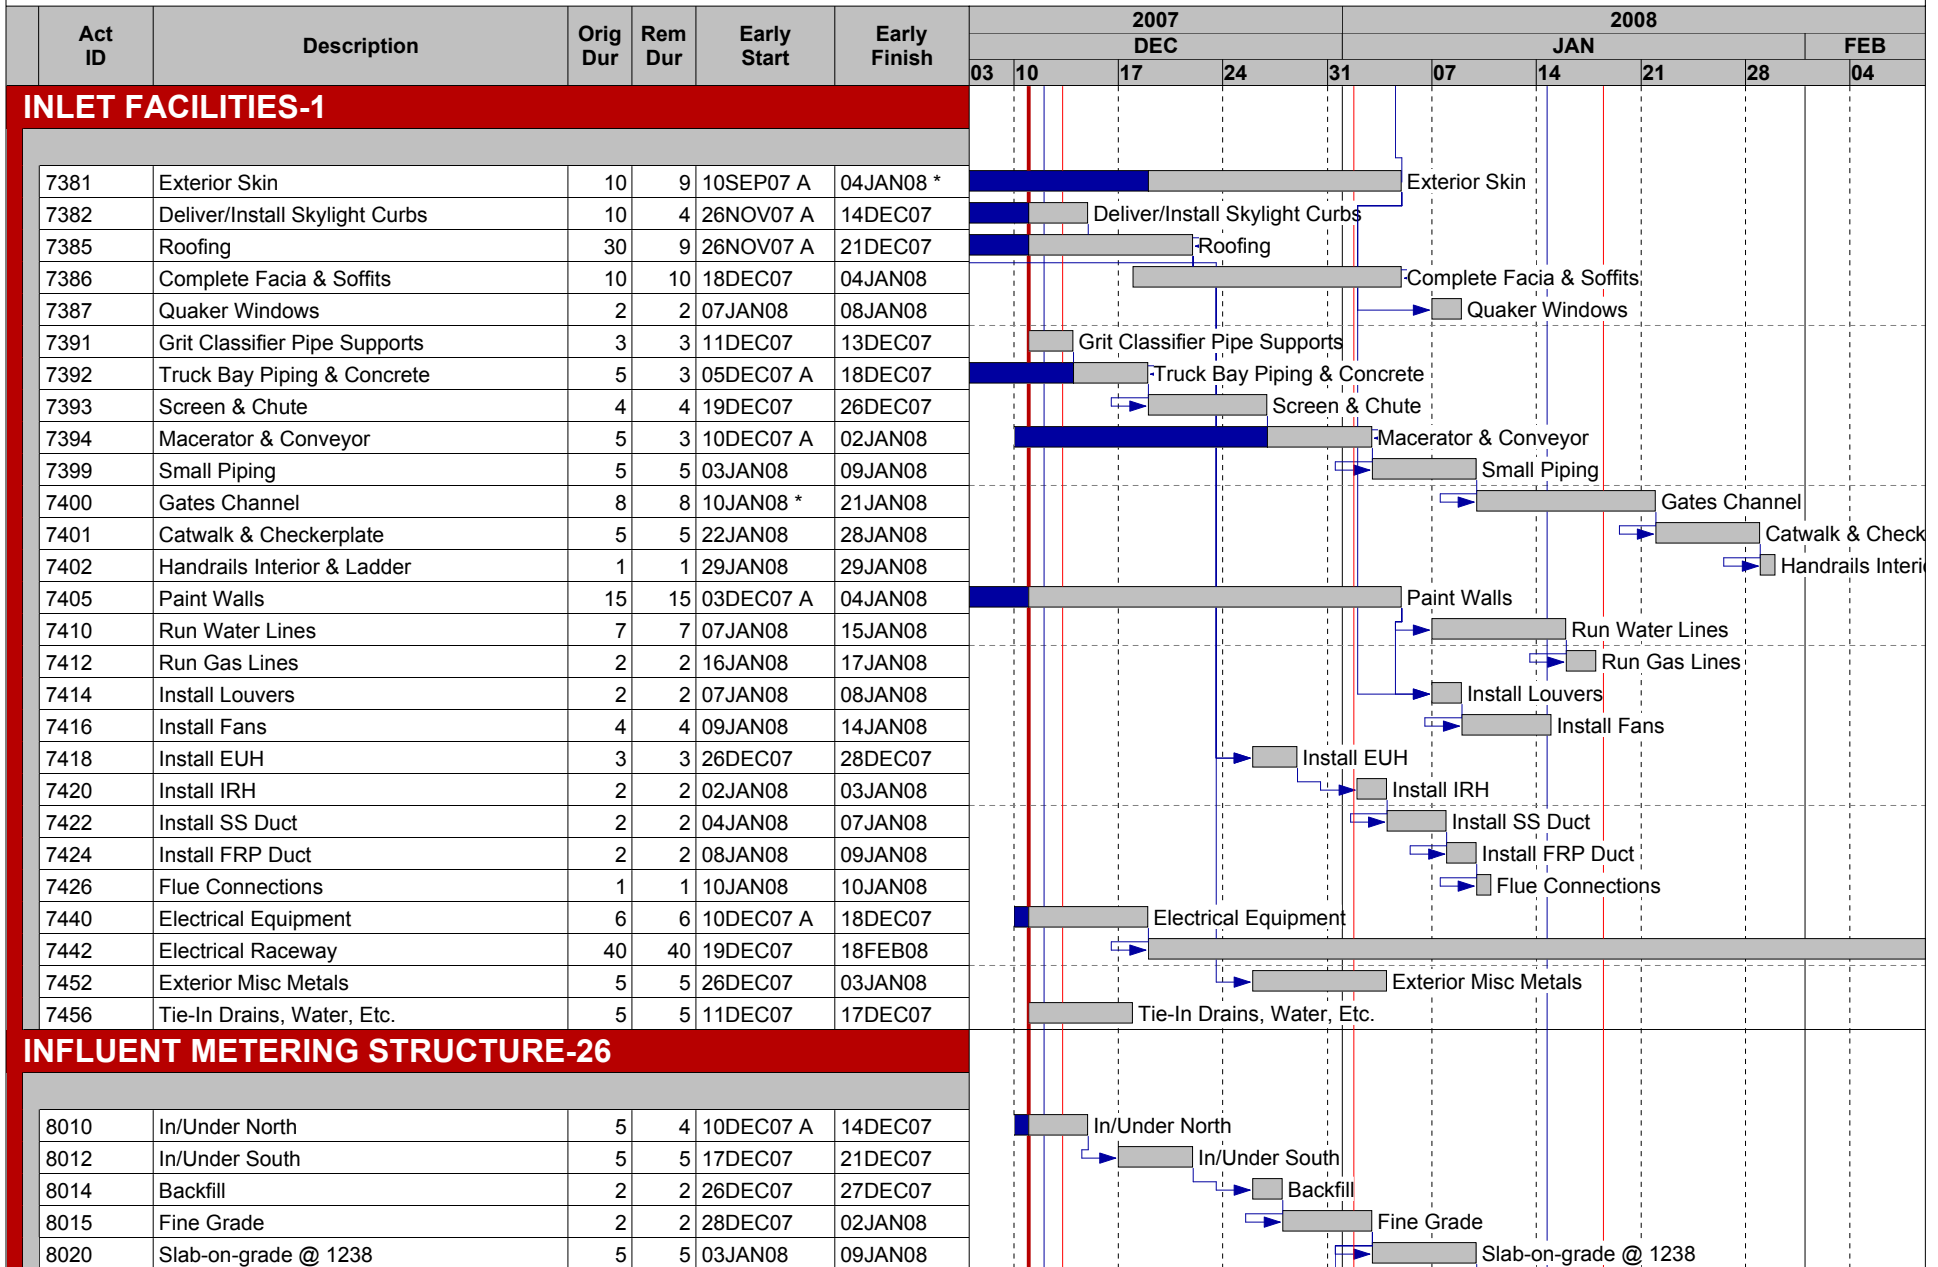 Act ID Description Orig Dur Rem Dur Early Start Early Finish 2007 2008
DEC JAN FEB
03 10 17 24 31 07 14 21 28 04
INLET FACILITIES-1
7381 Exterior Skin 10 9 10SEP07 A 04JAN08 * Exterior Skin
7382 Deliver/Install Skylight Curbs 10 4 26NOV07 A 14DEC07 Deliver/Install Skylight Curbs
7385 Roofing 30 9 26NOV07 A 21DEC07 Roofing
7386 Complete Facia & Soffits 10 10 18DEC07 04JAN08 Complete Facia & Soffits
7387 Quaker Windows 2 2 07JAN08 08JAN08 Quaker Windows
7391 Grit Classifier Pipe Supports 3 3 11DEC07 13DEC07 Grit Classifier Pipe Supports
7392 Truck Bay Piping & Concrete 5 3 05DEC07 A 18DEC07 Truck Bay Piping & Concrete
7393 Screen & Chute 4 4 19DEC07 26DEC07 Screen & Chute
7394 Macerator & Conveyor 5 3 10DEC07 A 02JAN08 Macerator & Conveyor
7399 Small Piping 5 5 03JAN08 09JAN08 Small Piping
7400 Gates Channel 8 8 10JAN08 * 21JAN08 Gates Channel
7401 Catwalk & Checkerplate 5 5 22JAN08 28JAN08 Catwalk & Check
7402 Handrails Interior & Ladder 1 1 29JAN08 29JAN08 Handrails Interi
7405 Paint Walls 15 15 03DEC07 A 04JAN08 Paint Walls
7410 Run Water Lines 7 7 07JAN08 15JAN08 Run Water Lines
7412 Run Gas Lines 2 2 16JAN08 17JAN08 Run Gas Lines
7414 Install Louvers 2 2 07JAN08 08JAN08 Install Louvers
7416 Install Fans 4 4 09JAN08 14JAN08 Install Fans
7418 Install EUH 3 3 26DEC07 28DEC07 Install EUH
7420 Install IRH 2 2 02JAN08 03JAN08 Install IRH
7422 Install SS Duct 2 2 04JAN08 07JAN08 Install SS Duct
7424 Install FRP Duct 2 2 08JAN08 09JAN08 Install FRP Duct
7426 Flue Connections 1 1 10JAN08 10JAN08 Flue Connections
7440 Electrical Equipment 6 6 10DEC07 A 18DEC07 Electrical Equipment
7442 Electrical Raceway 40 40 19DEC07 18FEB08
7452 Exterior Misc Metals 5 5 26DEC07 03JAN08 Exterior Misc Metals
7456 Tie-In Drains, Water, Etc. 5 5 11DEC07 17DEC07 Tie-In Drains, Water, Etc.
INFLUENT METERING STRUCTURE-26
8010 In/Under North 5 4 10DEC07 A 14DEC07 In/Under North
8012 In/Under South 5 5 17DEC07 21DEC07 In/Under South
8014 Backfill 2 2 26DEC07 27DEC07 Backfill
8015 Fine Grade 2 2 28DEC07 02JAN08 Fine Grade
8020 Slab-on-grade @ 1238 5 5 03JAN08 09JAN08 Slab-on-grade @ 1238